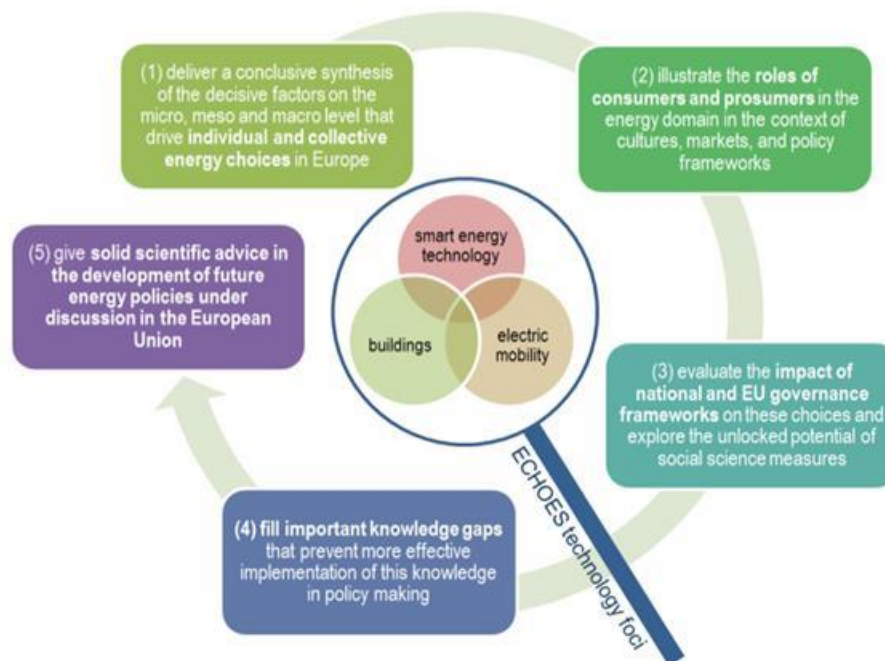 (1) deliver a conclusive synthesis
of the decisive factors on the
micro, meso and macro level that
drive individual and collective
energy choices in Europe
(2) illustrate the roles of
consumers and prosumers in the
energy domain in the context of
cultures, markets, and policy
frameworks
(3) evaluate the impact of
national and EU governance
frameworks on these choices and
explore the unlocked potential of
social science measures
(4) fill important knowledge gaps
that prevent more effective
implementation of this knowledge
in policy making
(5) give solid scientific advice in
the development of future
energy policies under
discussion in the European
Union
smart energy
technology
buildings
electric
mobility
ECHOES technology foci